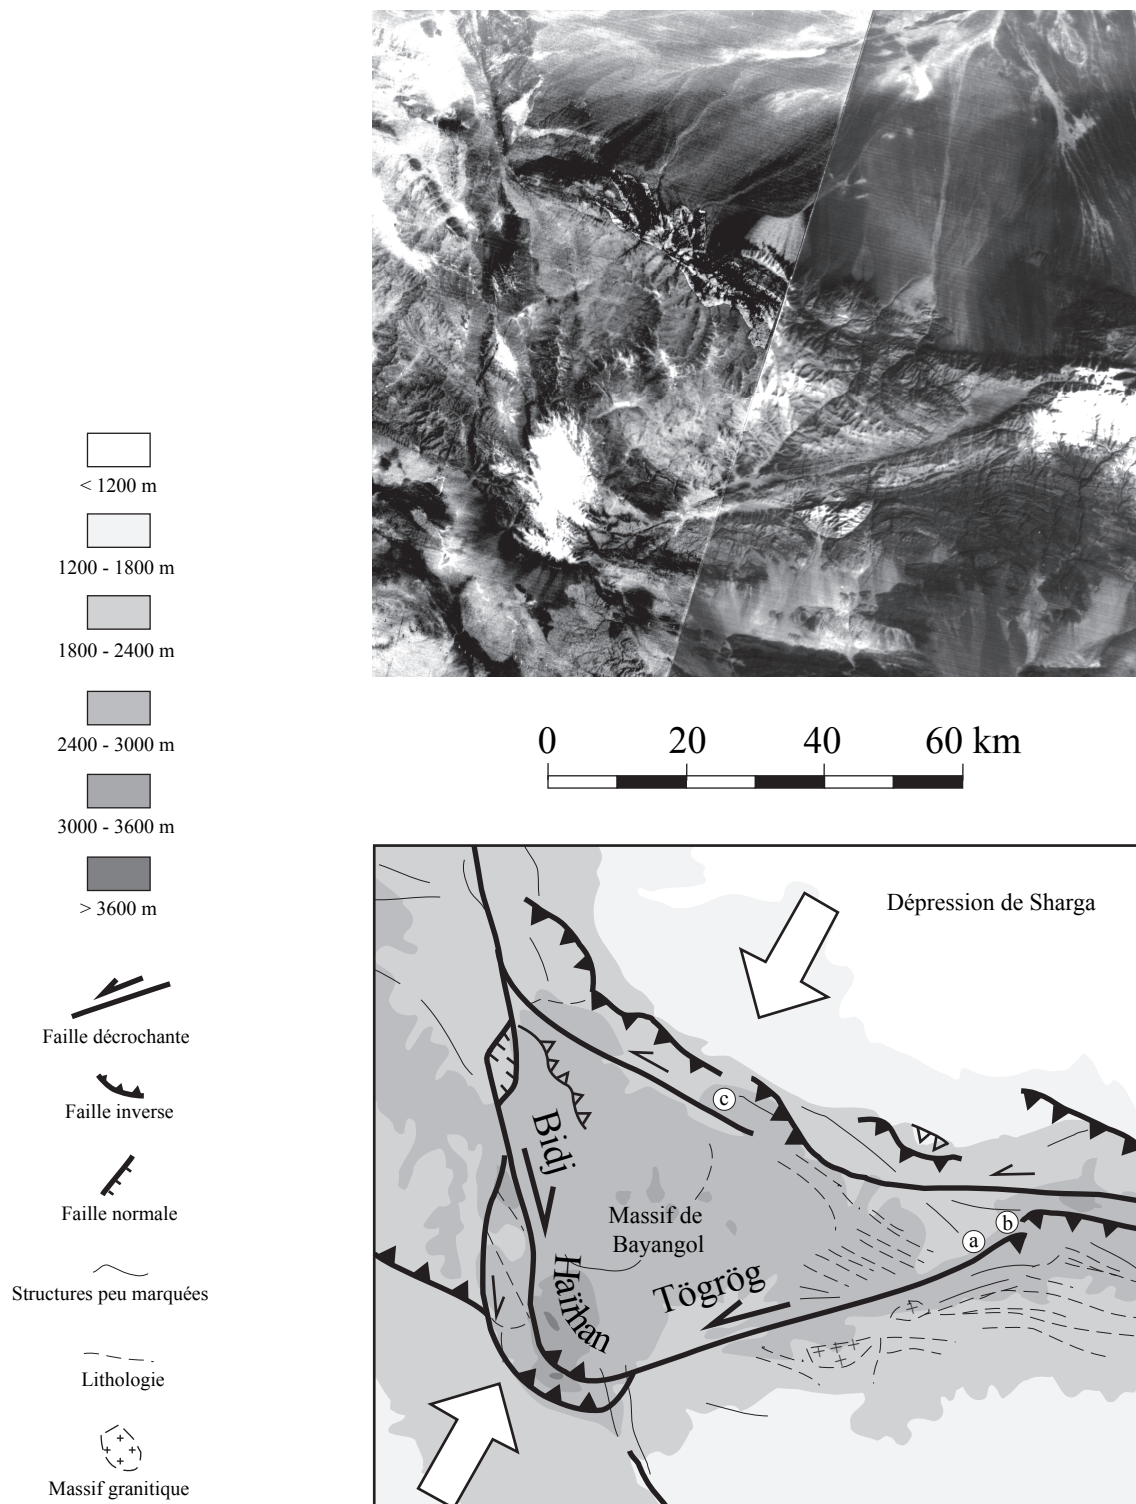 < 1200 m
1200 - 1800 m
1800 - 2400 m
2400 - 3000 m
3000 - 3600 m
> 3600 m
Faille décrochante
Faille inverse
Faille normale
Structures peu marquées
Lithologie
Massif granitique
0 20 40 60 km
Dépression de Sharga
c
Bidj
Massif de
Bayangol
b
a
Haïrhan
Tögrög